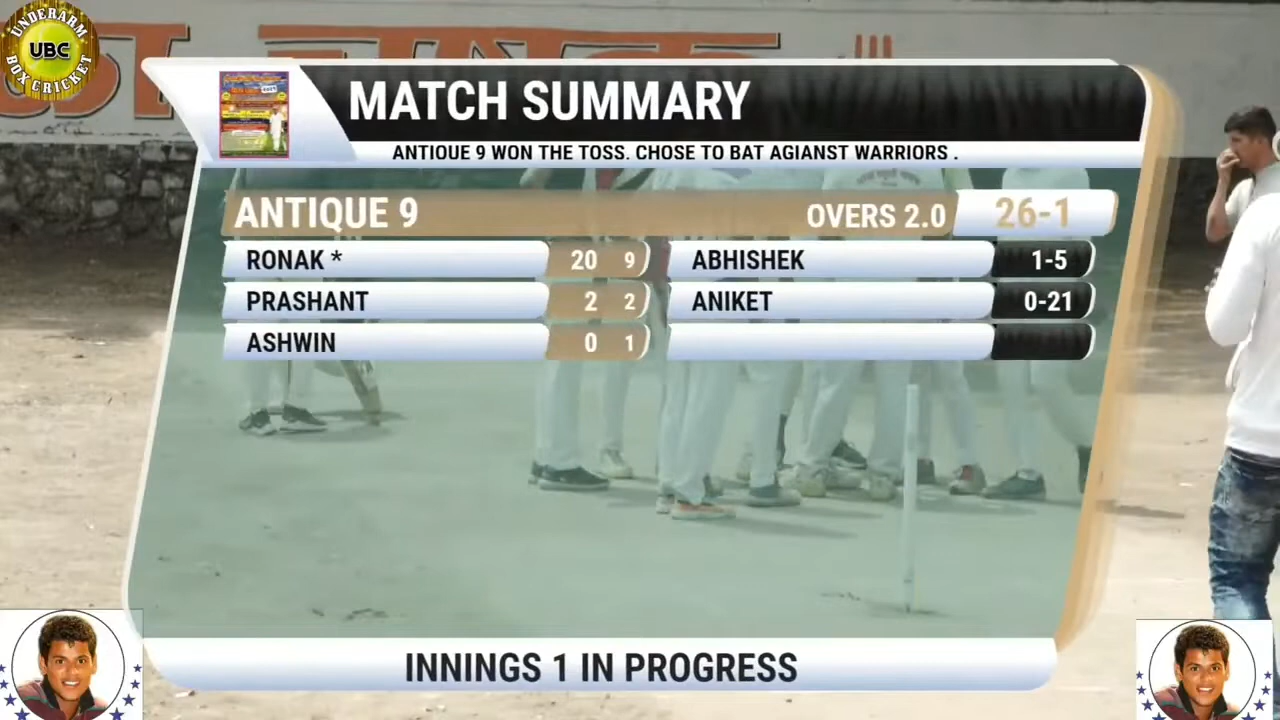 UNDERARM
UBC
BOX CRICKET
MATCH SUMMARY
ANTIQUE 9 WON THE TOSS. CHOSE TO BAT AGIANST WARRIORS .
ANTIQUE 9 OVERS 2.0 26-1
RONAK * 20 9 ABHISHEK 1-5
PRASHANT 2 2 ANIKET 0-21
ASHWIN 0 1
INNINGS 1 IN PROGRESS